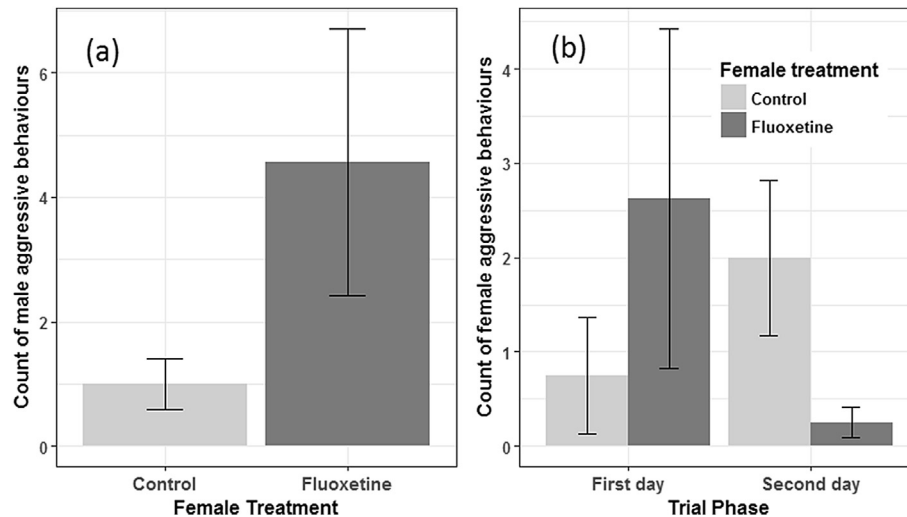 (a)
Count of male aggressive behaviours
6
4
2
0
Control
Fluoxetine
Female Treatment
(b)
Female treatment
Control
Fluoxetine
Count of female aggressive behaviours
4
3
2
1
0
First day
Second day
Trial Phase